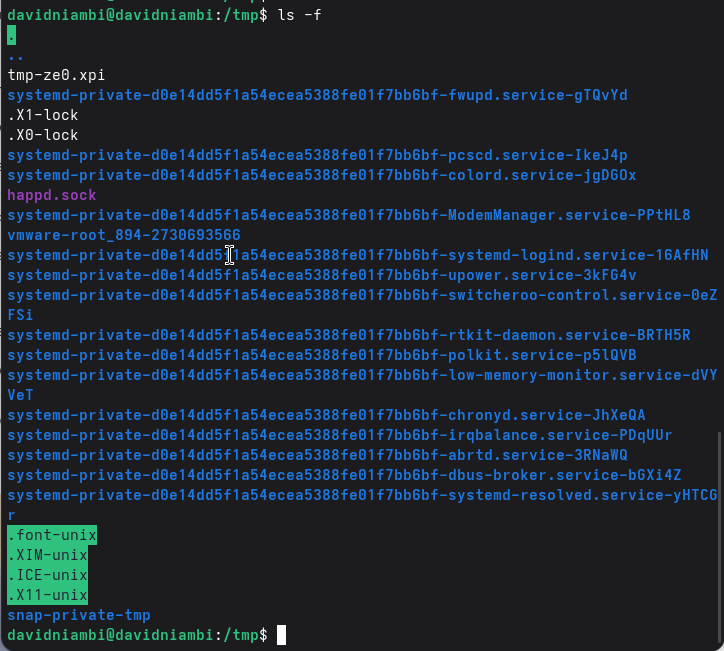 davidniambi@davidniambi:/tmp$ ls -f
.
..
tmp-ze0.xpi
systemd-private-d0e14dd5f1a54ecea5388fe01f7bb6bf-fwupd.service-gTQvYd
.X1-lock
.X0-lock
systemd-private-d0e14dd5f1a54ecea5388fe01f7bb6bf-pcscd.service-IkeJ4p
systemd-private-d0e14dd5f1a54ecea5388fe01f7bb6bf-colord.service-jgDGOx
happd.sock
systemd-private-d0e14dd5f1a54ecea5388fe01f7bb6bf-ModemManager.service-PPtHL8
vmware-root_894-2730693566
systemd-private-d0e14dd5f1a54ecea5388fe01f7bb6bf-systemd-logind.service-16AfHN
systemd-private-d0e14dd5f1a54ecea5388fe01f7bb6bf-upower.service-3kFG4v
systemd-private-d0e14dd5f1a54ecea5388fe01f7bb6bf-switcheroo-control.service-0eZ
FSi
systemd-private-d0e14dd5f1a54ecea5388fe01f7bb6bf-rtkit-daemon.service-BRTH5R
systemd-private-d0e14dd5f1a54ecea5388fe01f7bb6bf-polkit.service-p5lQVB
systemd-private-d0e14dd5f1a54ecea5388fe01f7bb6bf-low-memory-monitor.service-dVY
VeT
systemd-private-d0e14dd5f1a54ecea5388fe01f7bb6bf-chronyd.service-JhXeQA
systemd-private-d0e14dd5f1a54ecea5388fe01f7bb6bf-irqbalance.service-PDqUUr
systemd-private-d0e14dd5f1a54ecea5388fe01f7bb6bf-abrtd.service-3RNaWQ
systemd-private-d0e14dd5f1a54ecea5388fe01f7bb6bf-dbus-broker.service-bGXi4Z
systemd-private-d0e14dd5f1a54ecea5388fe01f7bb6bf-systemd-resolved.service-yHTCG
r
.font-unix
.XIM-unix
.ICE-unix
.X11-unix
snap-private-tmp
davidniambi@davidniambi:/tmp$